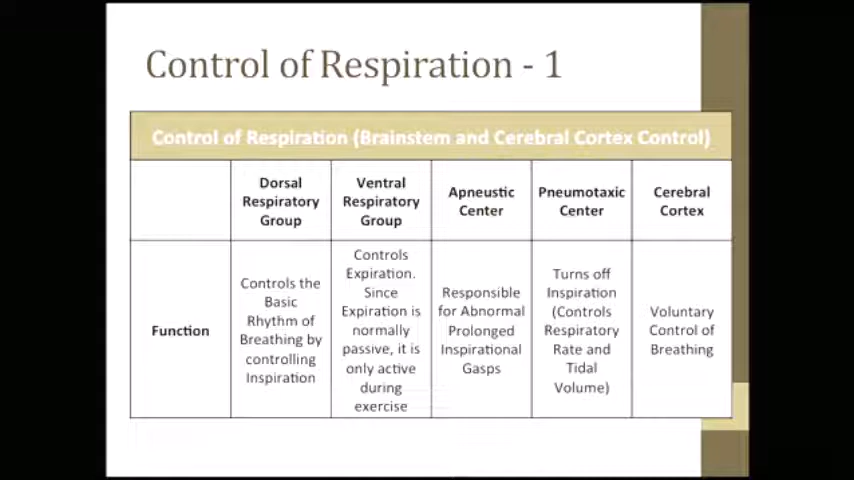 Control of Respiration - 1
Control of Respiration (Brainstem and Cerebral Cortex Control)
Dorsal
Respiratory
Group
Ventral
Respiratory
Group
Apneustic
Center
Pneumotaxic
Center
Cerebral
Cortex
Function
Controls the
Basic
Rhythm of
Breathing by
controlling
Inspiration
Controls
Expiration.
Since
Expiration is
normally
passive, it is
only active
during
exercise
Responsible
for Abnormal
Prolonged
Inspirational
Gasps
Turns off
Inspiration
(Controls
Respiratory
Rate and
Tidal
Volume)
Voluntary
Control of
Breathing